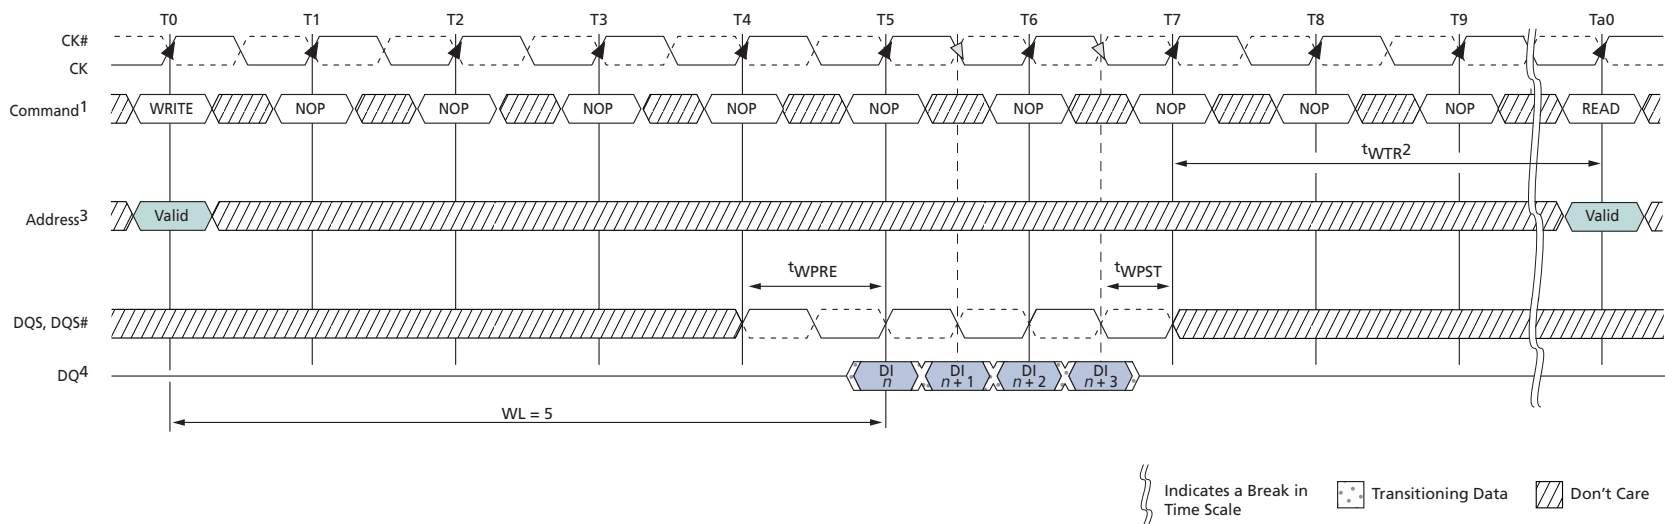 T0 T1 T2 T3 T4 T5 T6 T7 T8 T9 Ta0
CK#
CK
Command1 WRITE NOP NOP NOP NOP NOP NOP NOP NOP NOP READ
tWTR2
Address3 Valid Valid
tWPRE tWPST
DQS, DQS#
DQ4
DI n
DI n + 1
DI n + 2
DI n + 3
WL = 5
Indicates a Break in
Time Scale
Transitioning Data
Don't Care